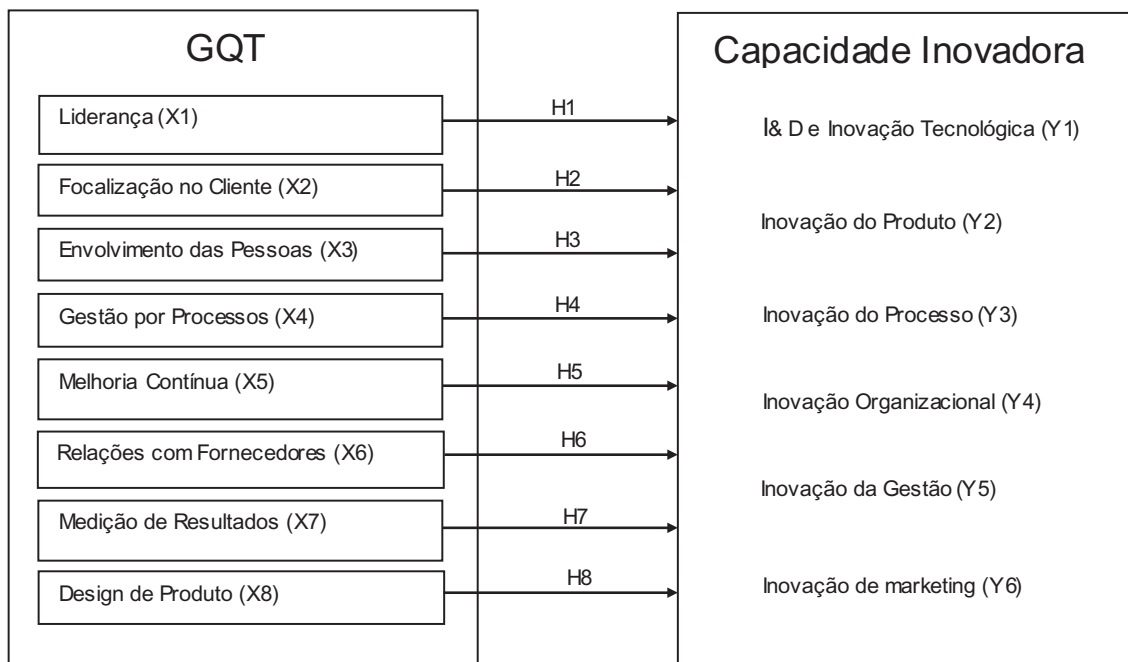 GQT
Liderança (X1)
Focalização no Cliente (X2)
Envolvimento das Pessoas (X3)
Gestão por Processos (X4)
Melhoria Contínua (X5)
Relações com Fornecedores (X6)
Medição de Resultados (X7)
Design de Produto (X8)
H1
H2
H3
H4
H5
H6
H7
H8
Capacidade Inovadora
I& D e Inovação Tecnológica (Y1)
Inovação do Produto (Y2)
Inovação do Processo (Y3)
Inovação Organizacional (Y4)
Inovação da Gestão (Y5)
Inovação de marketing (Y6)